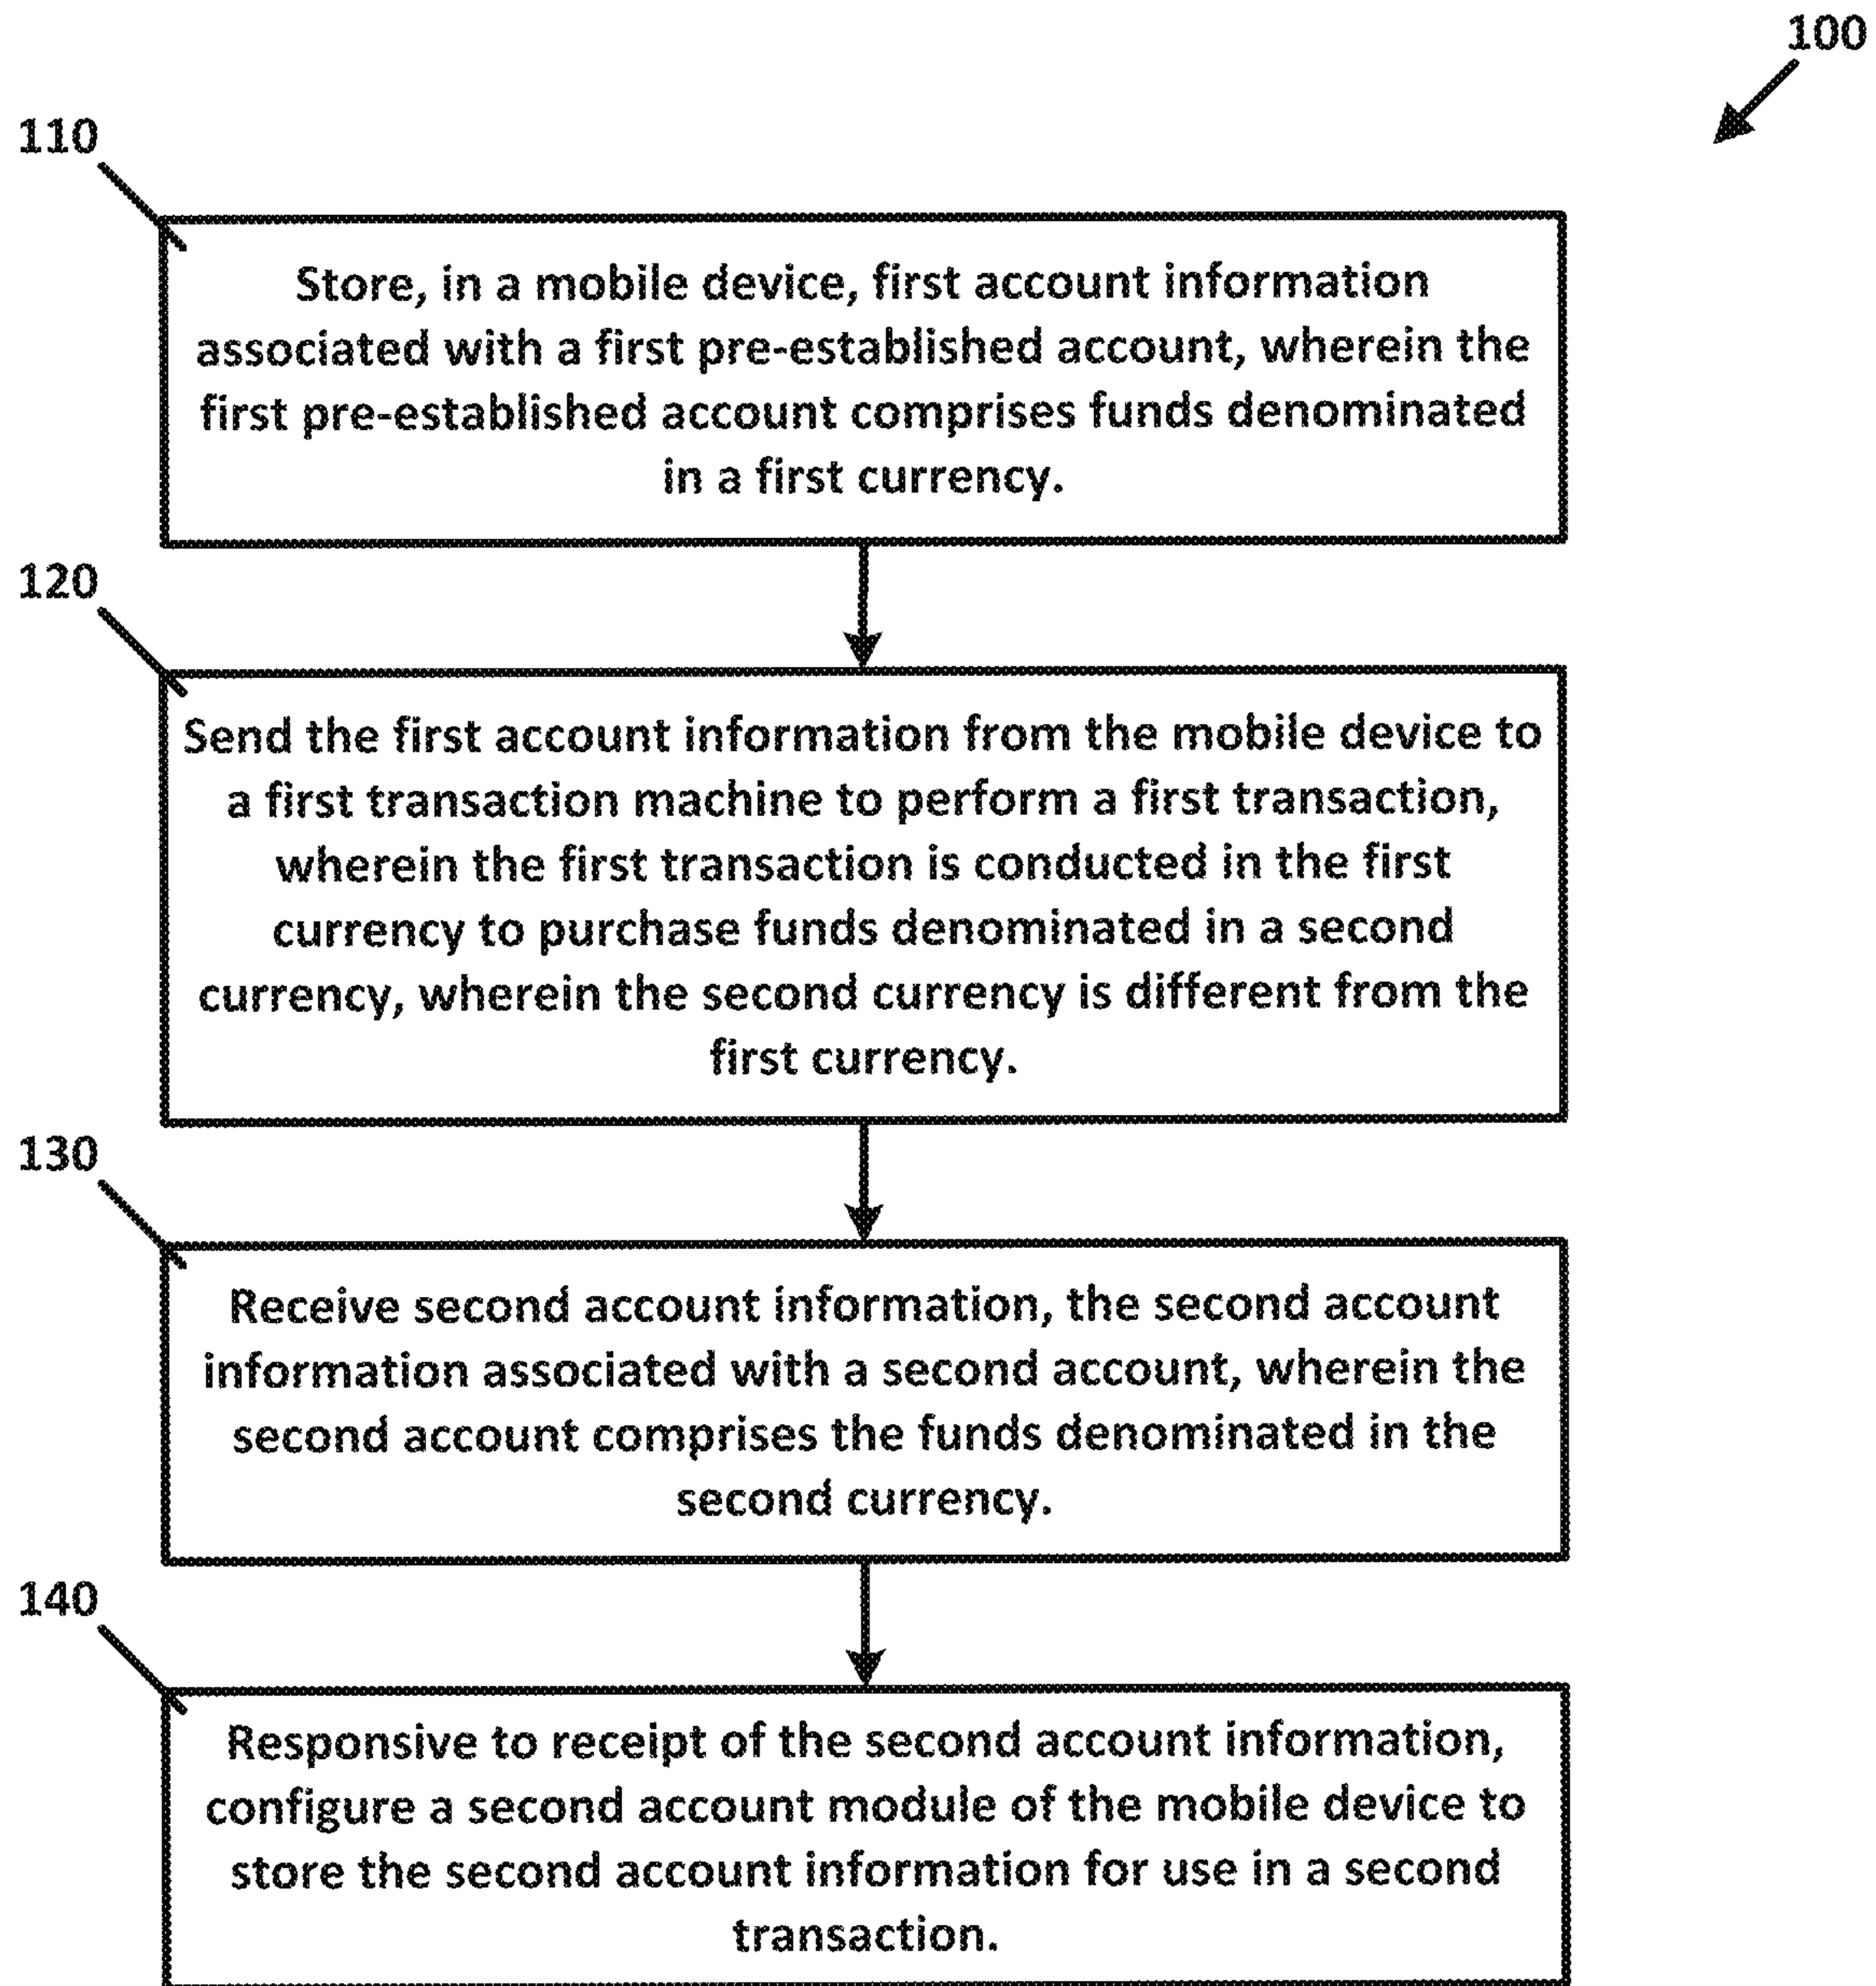 100
110
Store, in a mobile device, first account information
associated with a first pre-established account, wherein the
first pre-established account comprises funds denominated
in a first currency.
120
Send the first account information from the mobile device to
a first transaction machine to perform a first transaction,
wherein the first transaction is conducted in the first
currency to purchase funds denominated in a second
currency, wherein the second currency is different from the
first currency.
130
Receive second account information, the second account
information associated with a second account, wherein the
second account comprises the funds denominated in the
second currency.
140
Responsive to receipt of the second account information,
configure a second account module of the mobile device to
store the second account information for use in a second
transaction.